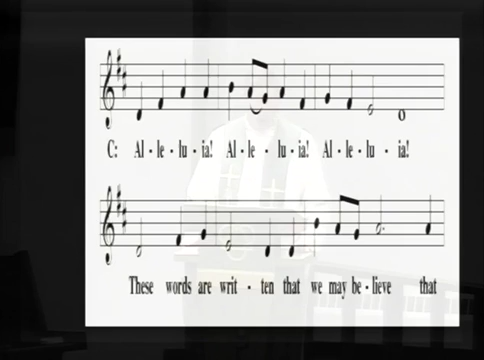 C: Al - le - lu - ia! Al - le - lu - ia! Al - le - lu - ia!
These words are writ - ten that we may be - lieve that